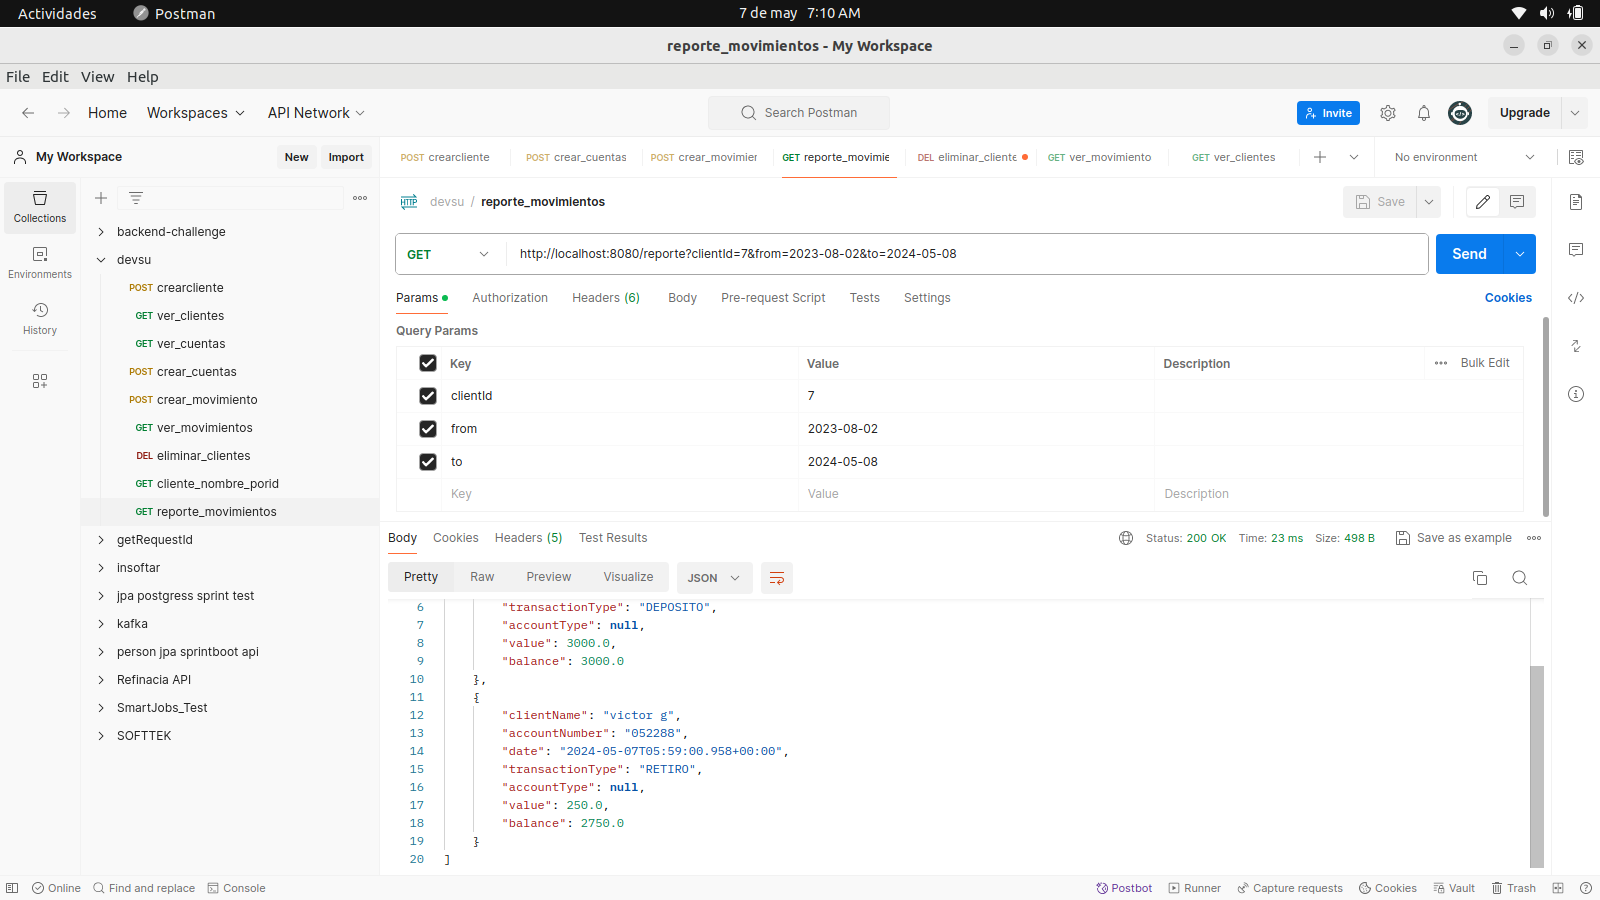 Actividades Postman 7 de may 7:10 AM
reporte_movimientos - My Workspace
File Edit View Help
Home Workspaces API Network Search Postman Invite Upgrade
My Workspace New Import
POST crearcliente POST crear_cuentas POST crear_movimier GET reporte_movimie DEL eliminar_cliente GET ver_movimiento GET ver_clientes No environment
Collections
Environments
History
backend-challenge
devsu
POST crearcliente
GET ver_clientes
GET ver_cuentas
POST crear_cuentas
POST crear_movimiento
GET ver_movimientos
DEL eliminar_clientes
GET cliente_nombre_porid
GET reporte_movimientos
getRequestId
insoftar
jpa postgress sprint test
kafka
person jpa sprintboot api
Refinacia API
SmartJobs_Test
SOFTTEK
HTTP devsu / reporte_movimientos Save
GET http://localhost:8080/reporte?clientId=7&from=2023-08-02&to=2024-05-08 Send
Params Authorization Headers (6) Body Pre-request Script Tests Settings Cookies
Query Params
Key Value Description Bulk Edit
clientId 7
from 2023-08-02
to 2024-05-08
Key Value Description
Body Cookies Headers (5) Test Results Status: 200 OK Time: 23 ms Size: 498 B Save as example
Pretty Raw Preview Visualize JSON
6 "transactionType": "DEPOSITO",
7 "accountType": null,
8 "value": 3000.0,
9 "balance": 3000.0
10 },
11 {
12 "clientName": "victor g",
13 "accountNumber": "052288",
14 "date": "2024-05-07T05:59:00.958+00:00",
15 "transactionType": "RETIRO",
16 "accountType": null,
17 "value": 250.0,
18 "balance": 2750.0
19 }
20 ]
Online Find and replace Console Postbot Runner Capture requests Cookies Vault Trash